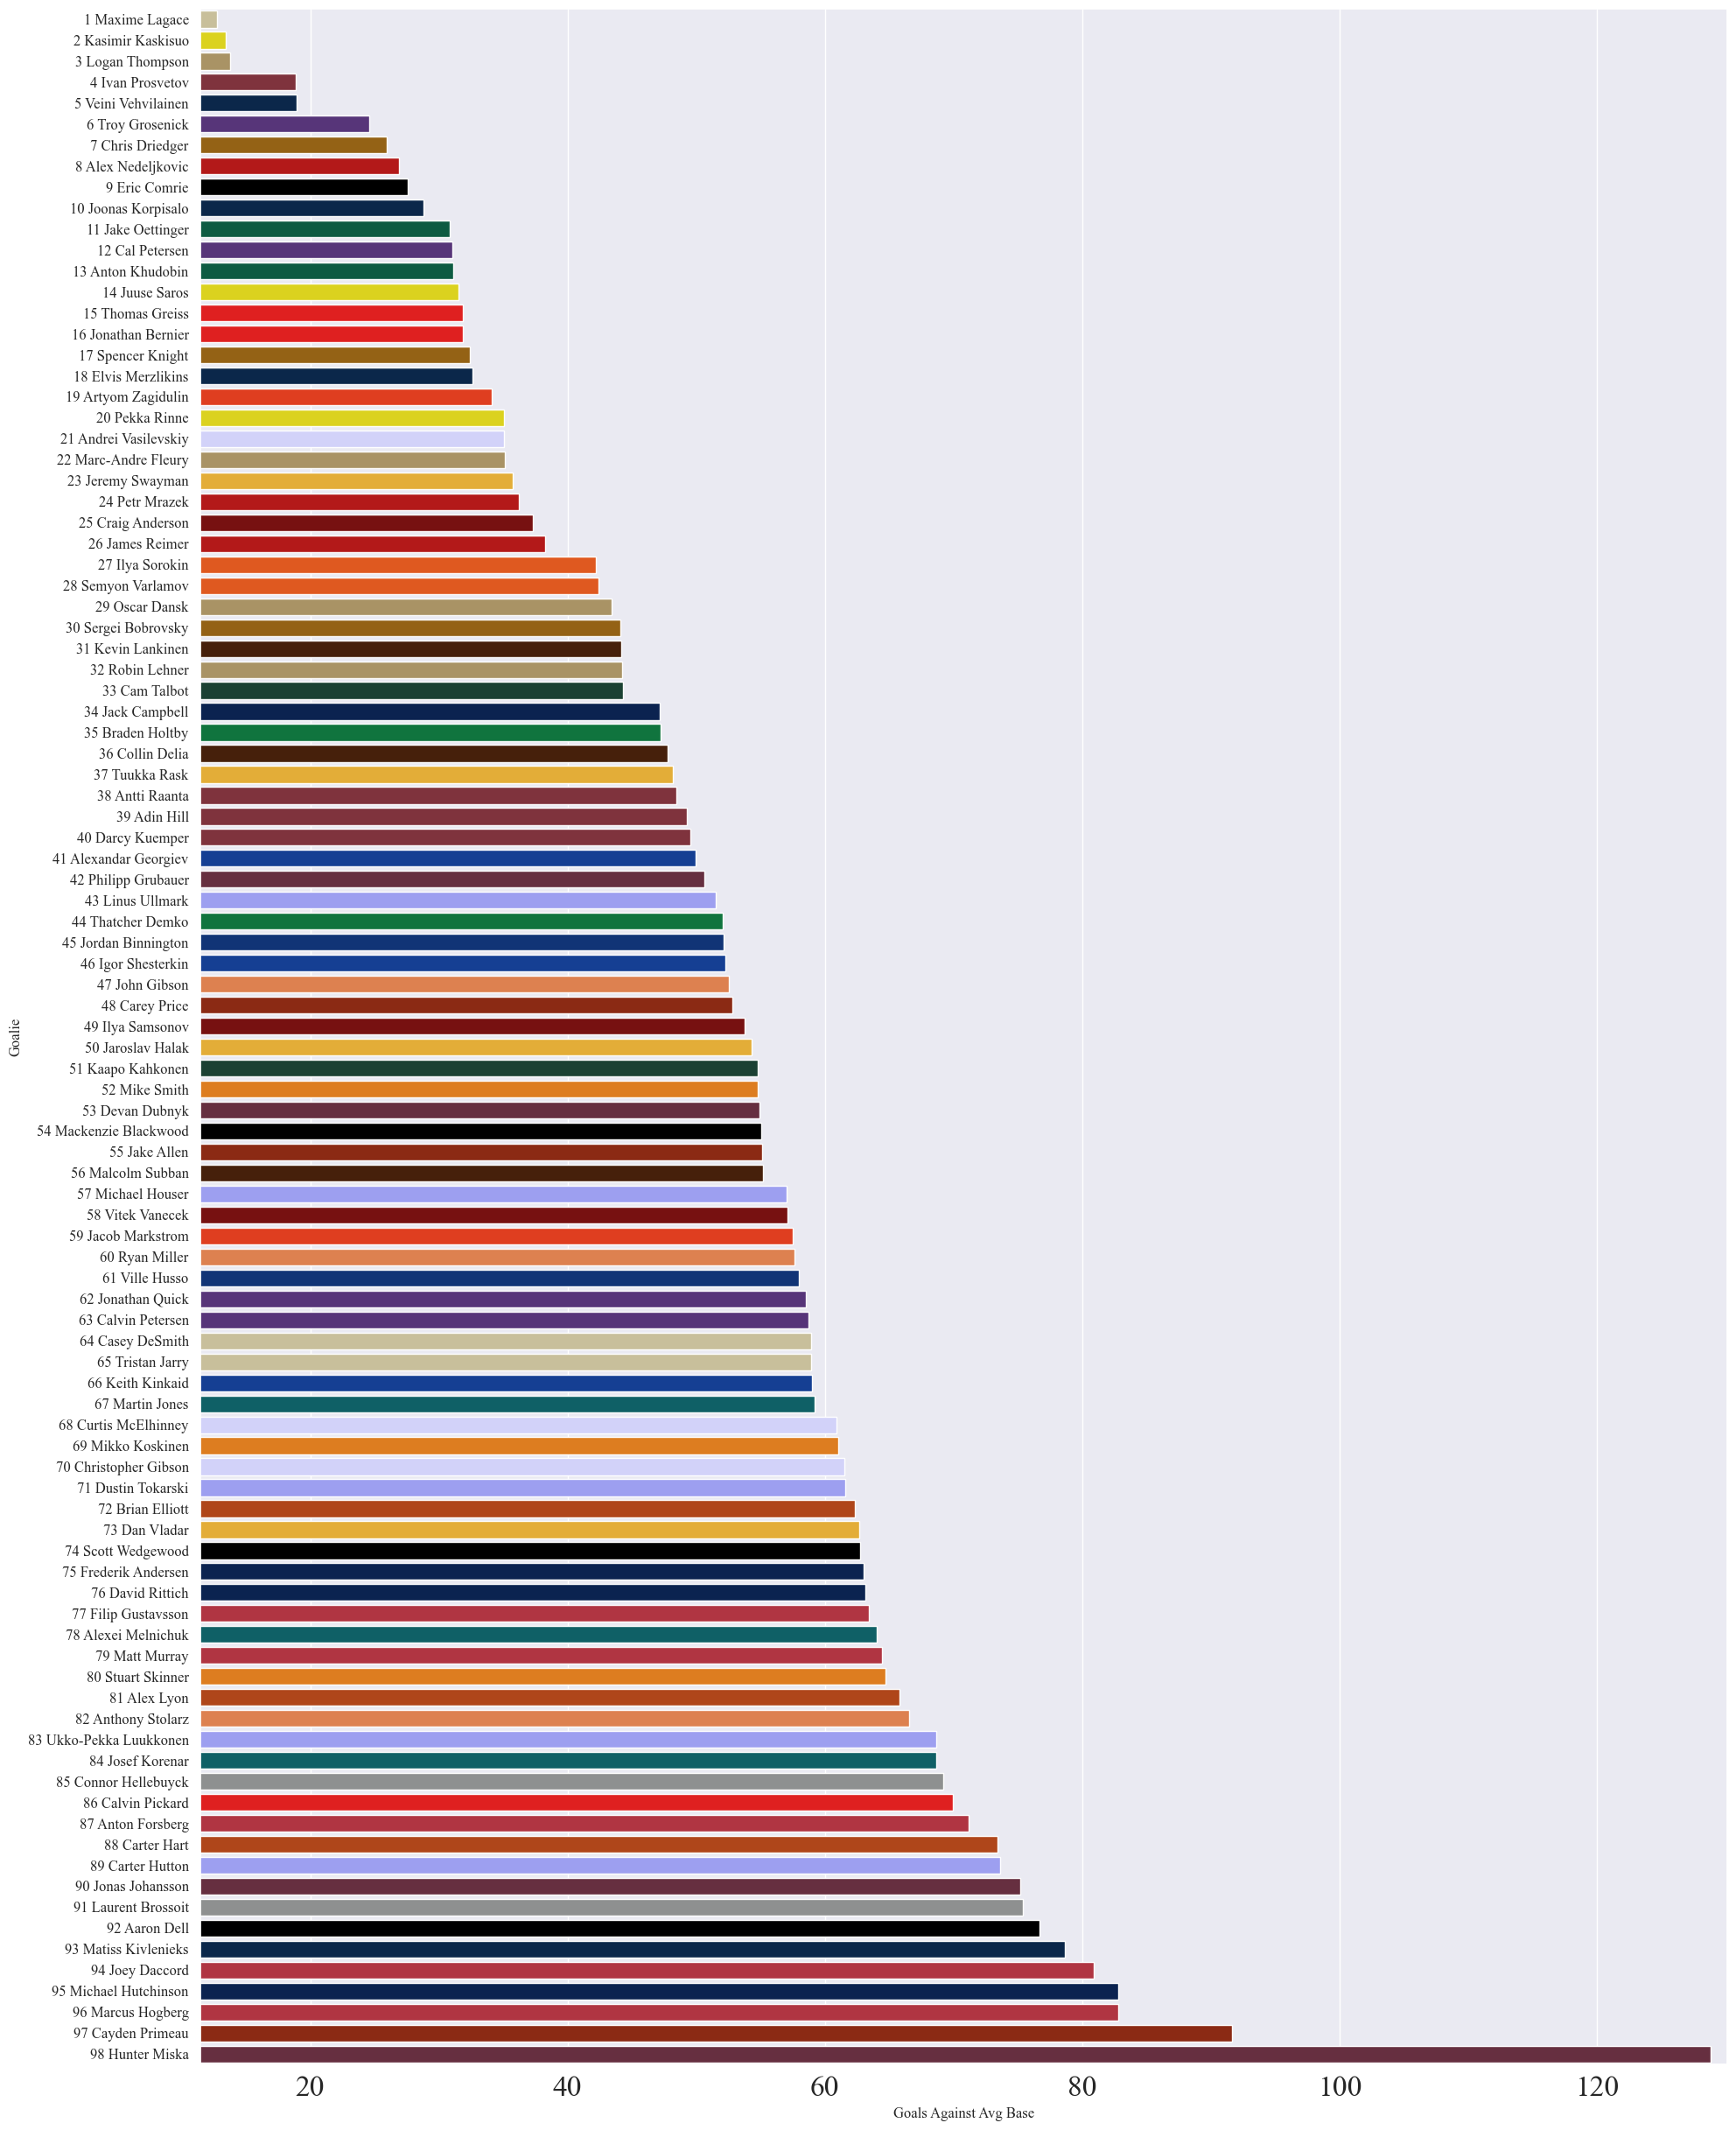 1 Maxime Lagace
2 Kasimir Kaskisuo
3 Logan Thompson
4 Ivan Prosvetov
5 Veini Vehvilainen
6 Troy Grosenick
7 Chris Driedger
8 Alex Nedeljkovic
9 Eric Comrie
10 Joonas Korpisalo
11 Jake Oettinger
12 Cal Petersen
13 Anton Khudobin
14 Juuse Saros
15 Thomas Greiss
16 Jonathan Bernier
17 Spencer Knight
18 Elvis Merzlikins
19 Artyom Zagidulin
20 Pekka Rinne
21 Andrei Vasilevskiy
22 Marc-Andre Fleury
23 Jeremy Swayman
24 Petr Mrazek
25 Craig Anderson
26 James Reimer
27 Ilya Sorokin
28 Semyon Varlamov
29 Oscar Dansk
30 Sergei Bobrovsky
31 Kevin Lankinen
32 Robin Lehner
33 Cam Talbot
34 Jack Campbell
35 Braden Holtby
36 Collin Delia
37 Tuukka Rask
38 Antti Raanta
39 Adin Hill
40 Darcy Kuemper
41 Alexandar Georgiev
42 Philipp Grubauer
43 Linus Ullmark
44 Thatcher Demko
45 Jordan Binnington
46 Igor Shesterkin
47 John Gibson
48 Carey Price
49 Ilya Samsonov
50 Jaroslav Halak
51 Kaapo Kahkonen
52 Mike Smith
53 Devan Dubnyk
54 Mackenzie Blackwood
55 Jake Allen
56 Malcolm Subban
57 Michael Houser
58 Vitek Vanecek
59 Jacob Markstrom
60 Ryan Miller
61 Ville Husso
62 Jonathan Quick
63 Calvin Petersen
64 Casey DeSmith
65 Tristan Jarry
66 Keith Kinkaid
67 Martin Jones
68 Curtis McElhinney
69 Mikko Koskinen
70 Christopher Gibson
71 Dustin Tokarski
72 Brian Elliott
73 Dan Vladar
74 Scott Wedgewood
75 Frederik Andersen
76 David Rittich
77 Filip Gustavsson
78 Alexei Melnichuk
79 Matt Murray
80 Stuart Skinner
81 Alex Lyon
82 Anthony Stolarz
83 Ukko-Pekka Luukkonen
84 Josef Korenar
85 Connor Hellebuyck
86 Calvin Pickard
87 Anton Forsberg
88 Carter Hart
89 Carter Hutton
90 Jonas Johansson
91 Laurent Brossoit
92 Aaron Dell
93 Matiss Kivlenieks
94 Joey Daccord
95 Michael Hutchinson
96 Marcus Hogberg
97 Cayden Primeau
98 Hunter Miska
Goalie
20 40 60 80 100 120
Goals Against Avg Base